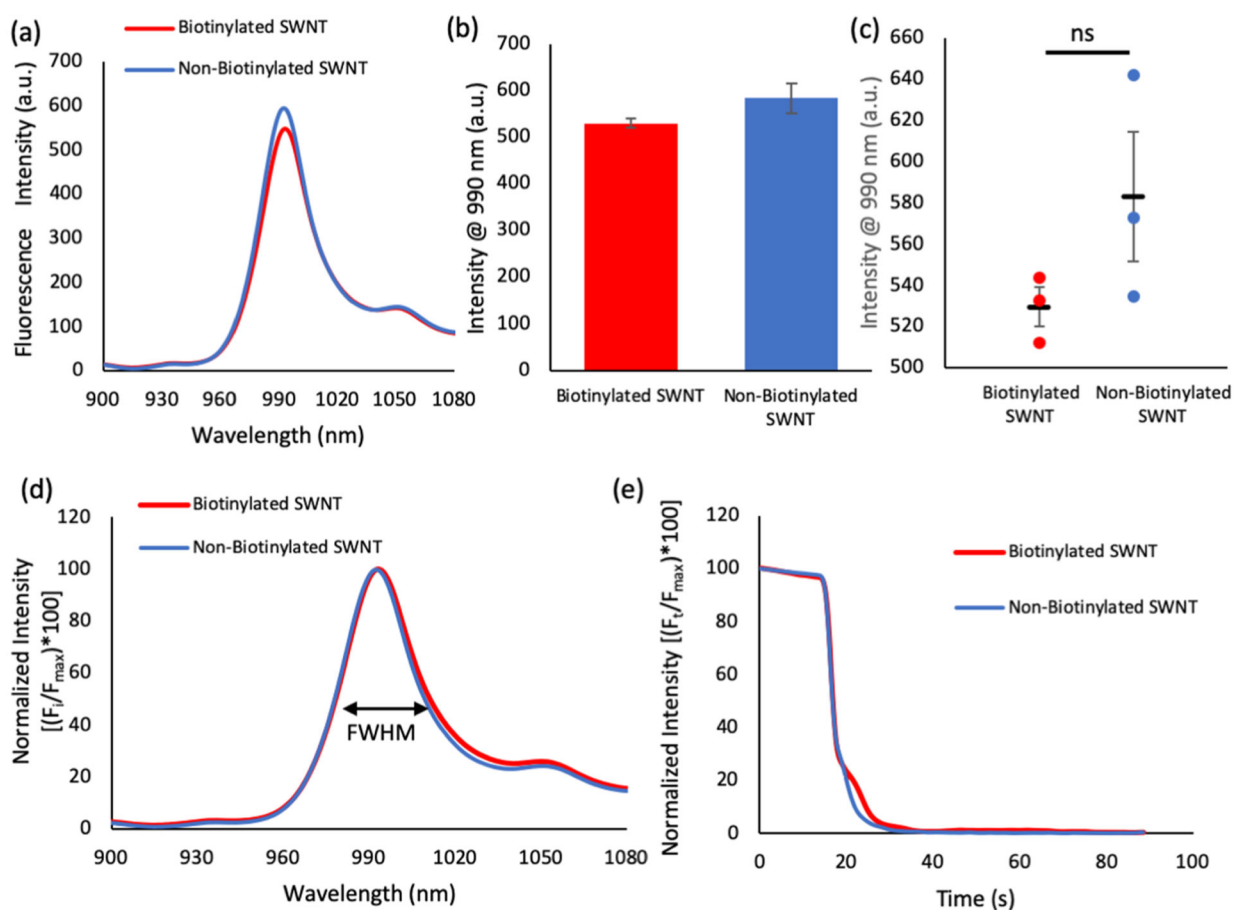 (a)
Biotinylated SWNT
Non-Biotinylated SWNT
Fluorescence Intensity (a.u.)
700
600
500
400
300
200
100
0
900 930 960 990 1020 1050 1080
Wavelength (nm)
(b)
Intensity @ 990 nm (a.u.)
700
600
500
400
300
200
100
0
Biotinylated SWNT
Non-Biotinylated
SWNT
(c)
ns
Intensity @ 990 nm (a.u.)
660
640
620
600
580
560
540
520
500
Biotinylated
SWNT
Non-Biotinylated
SWNT
(d)
Biotinylated SWNT
Non-Biotinylated SWNT
Normalized Intensity
[(Fi/Fmax)*100]
120
100
80
60
40
20
0
FWHM
900 930 960 990 1020 1050 1080
Wavelength (nm)
(e)
Normalized Intensity [(Ft/Fmax)*100]
120
100
80
60
40
20
0
Biotinylated SWNT
Non-Biotinylated SWNT
0 20 40 60 80 100
Time (s)